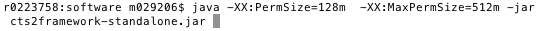 r0223758:software m029206$ java -XX:PermSize=128m  -XX:MaxPermSize=512m -jar
cts2framework-standalone.jar